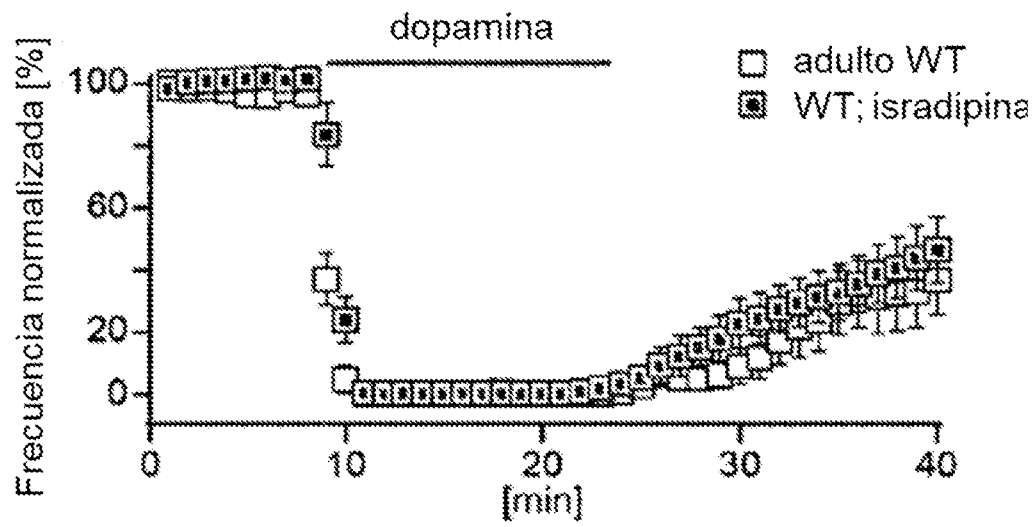 dopamina
adulto WT
WT; isradipina
Frecuencia normalizada [%]
100
60
20
0
0
10
20
30
40
[min]